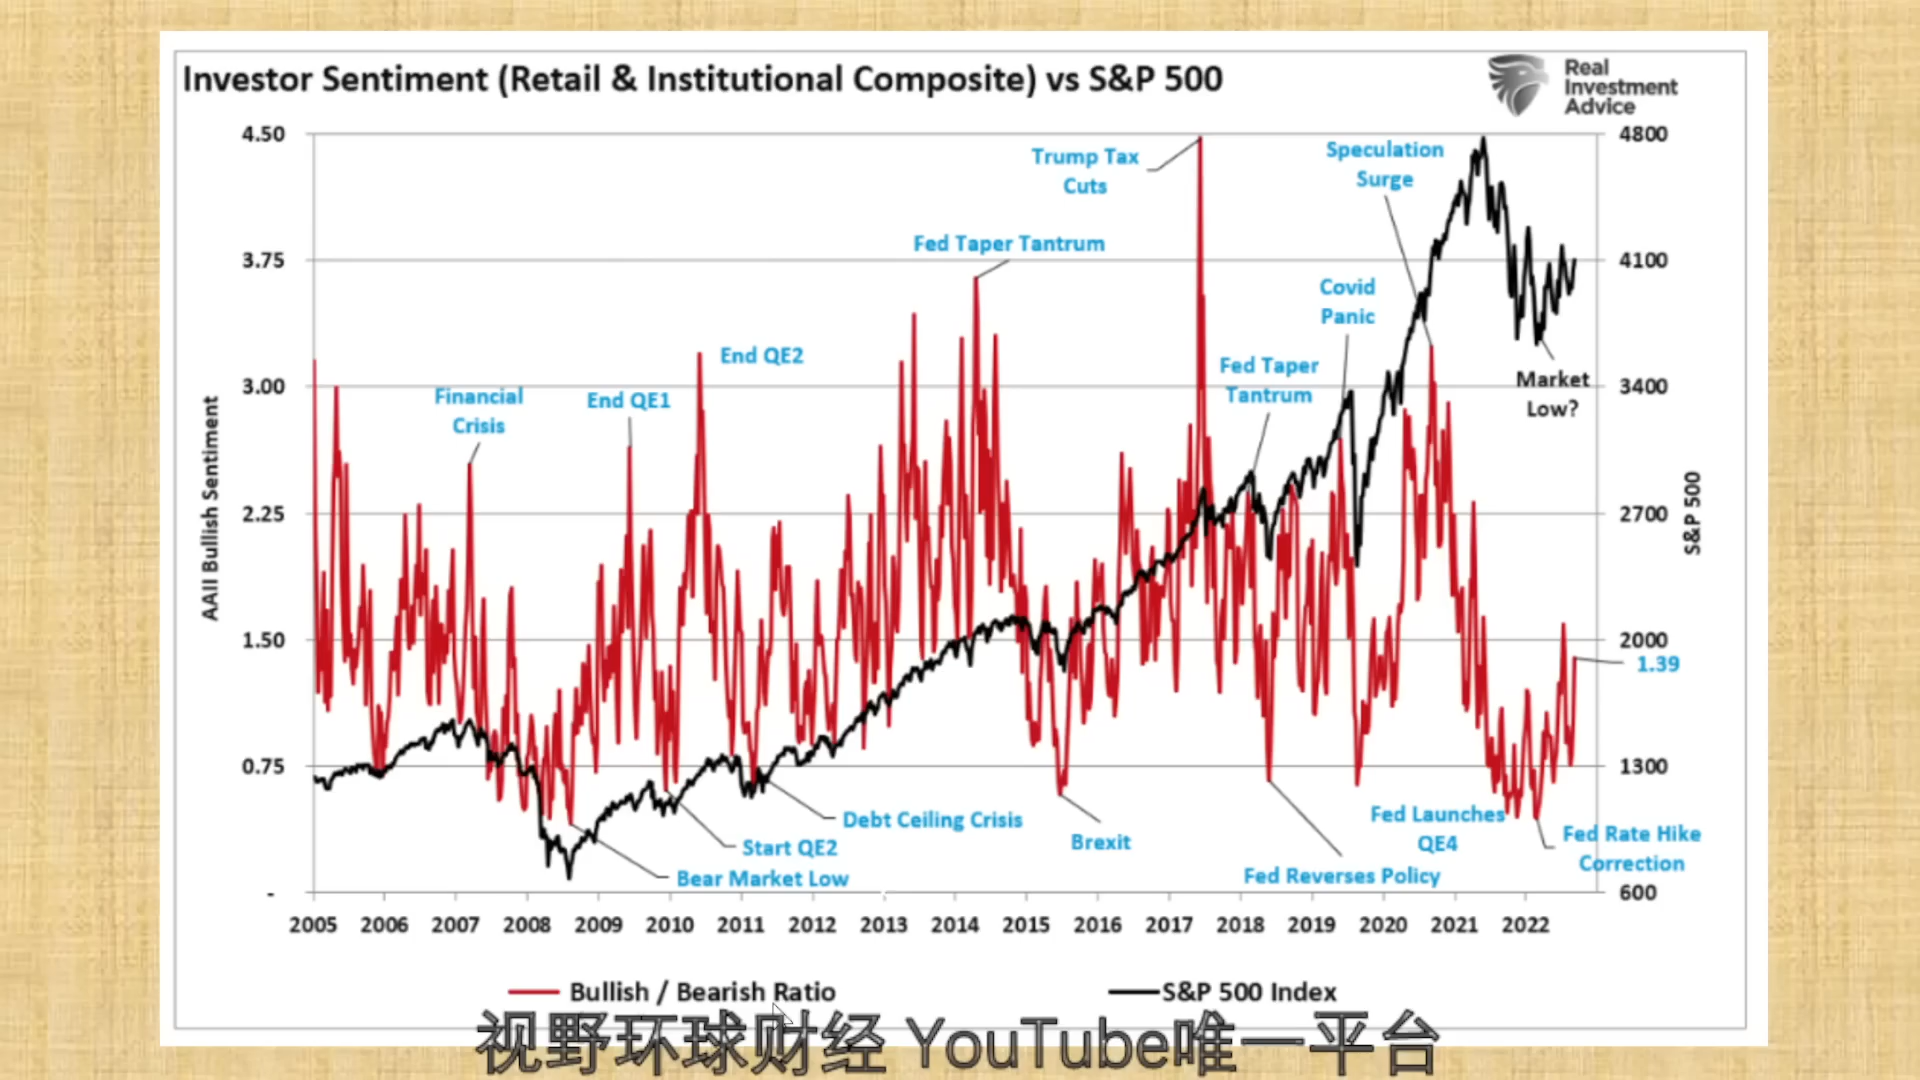 Investor Sentiment (Retail & Institutional Composite) vs S&P 500
Real
Investment
Advice
4.50
3.75
3.00
2.25
1.50
0.75
-
AAII Bullish Sentiment
4800
4100
3400
2700
2000
1300
600
S&P 500
Financial
Crisis
End QE1
End QE2
Fed Taper Tantrum
Trump Tax
Cuts
Speculation
Surge
Covid
Panic
Fed Taper
Tantrum
Market
Low?
1.39
Bear Market Low
Start QE2
Debt Ceiling Crisis
Brexit
Fed Reverses Policy
Fed Launches
QE4
Fed Rate Hike
Correction
2005 2006 2007 2008 2009 2010 2011 2012 2013 2014 2015 2016 2017 2018 2019 2020 2021 2022
Bullish / Bearish Ratio
S&P 500 Index
视野环球财经 YouTube唯一平台